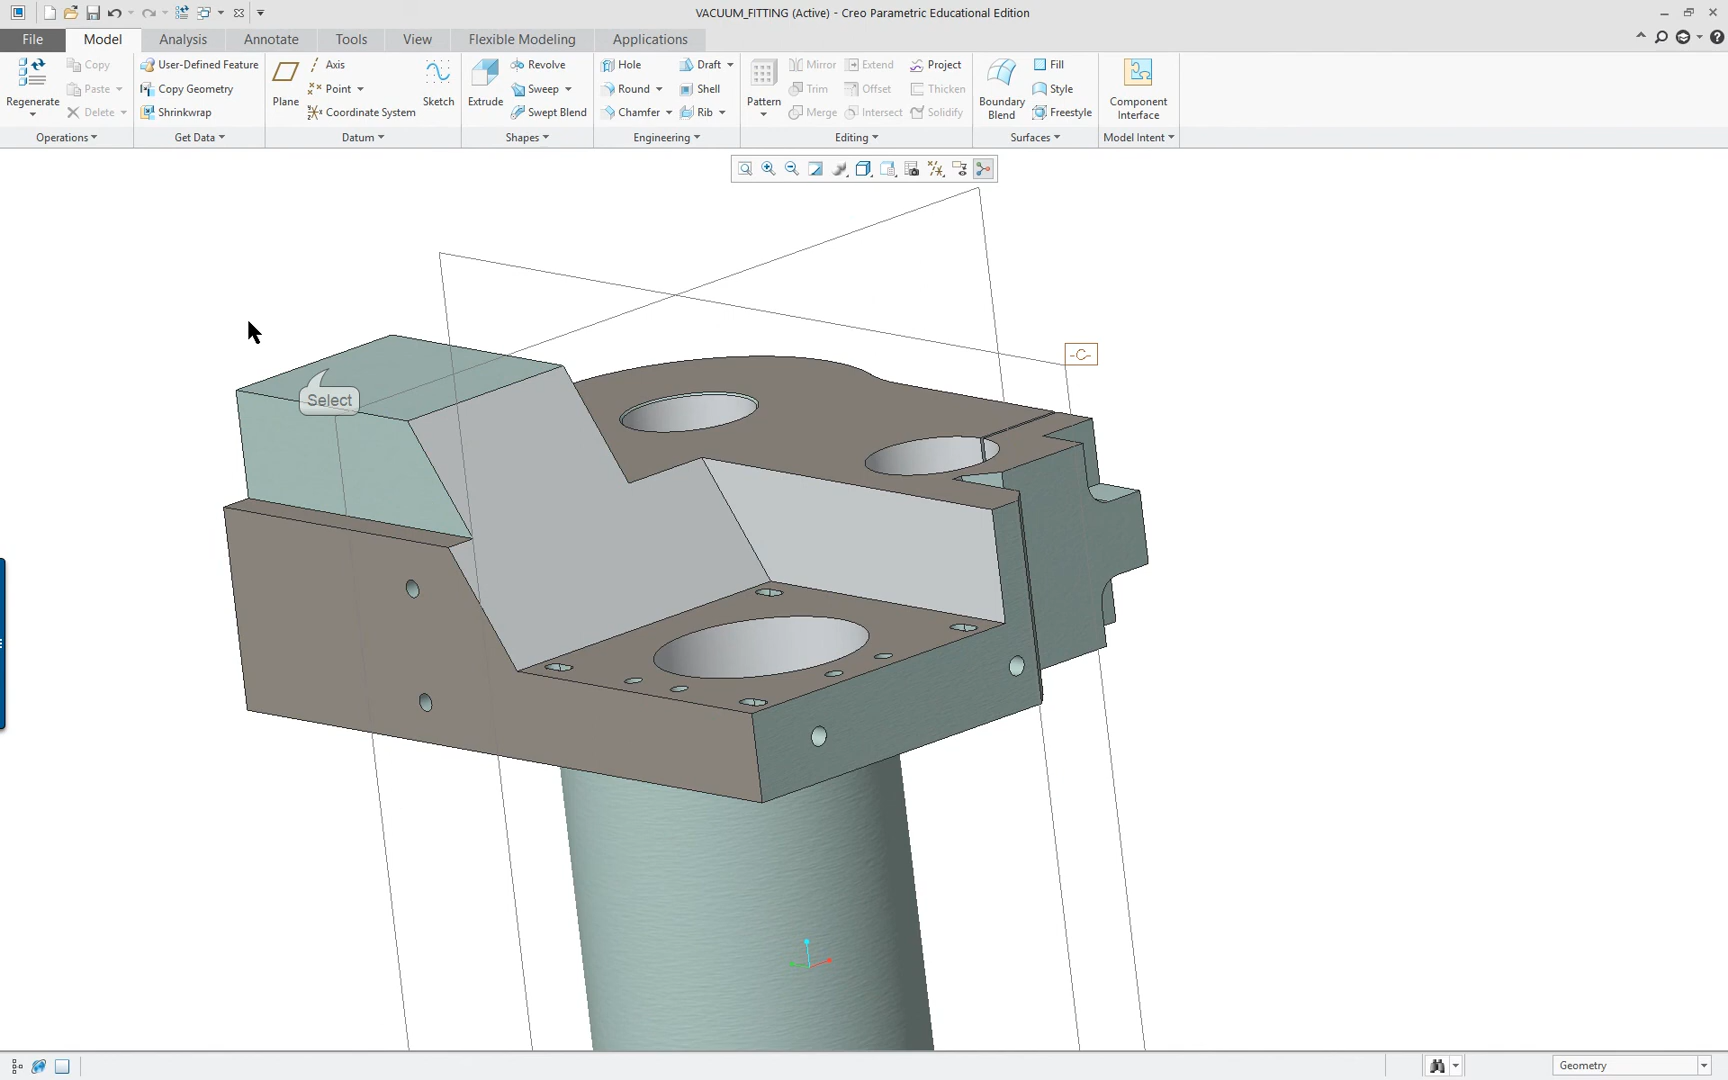 VACUUM_FITTING (Active) - Creo Parametric Educational Edition
File Model Analysis Annotate Tools View Flexible Modeling Applications
Regenerate
Copy
Paste
Delete
Operations
User-Defined Feature
Copy Geometry
Shrinkwrap
Get Data
Plane
Axis
Point
Coordinate System
Sketch
Datum
Extrude
Revolve
Sweep
Swept Blend
Shapes
Hole
Round
Chamfer
Draft
Shell
Rib
Engineering
Pattern
Mirror
Trim
Merge
Extend
Offset
Intersect
Project
Thicken
Solidify
Editing
Boundary
Blend
Fill
Style
Freestyle
Surfaces
Component
Interface
Model Intent
-C-
Select
Geometry